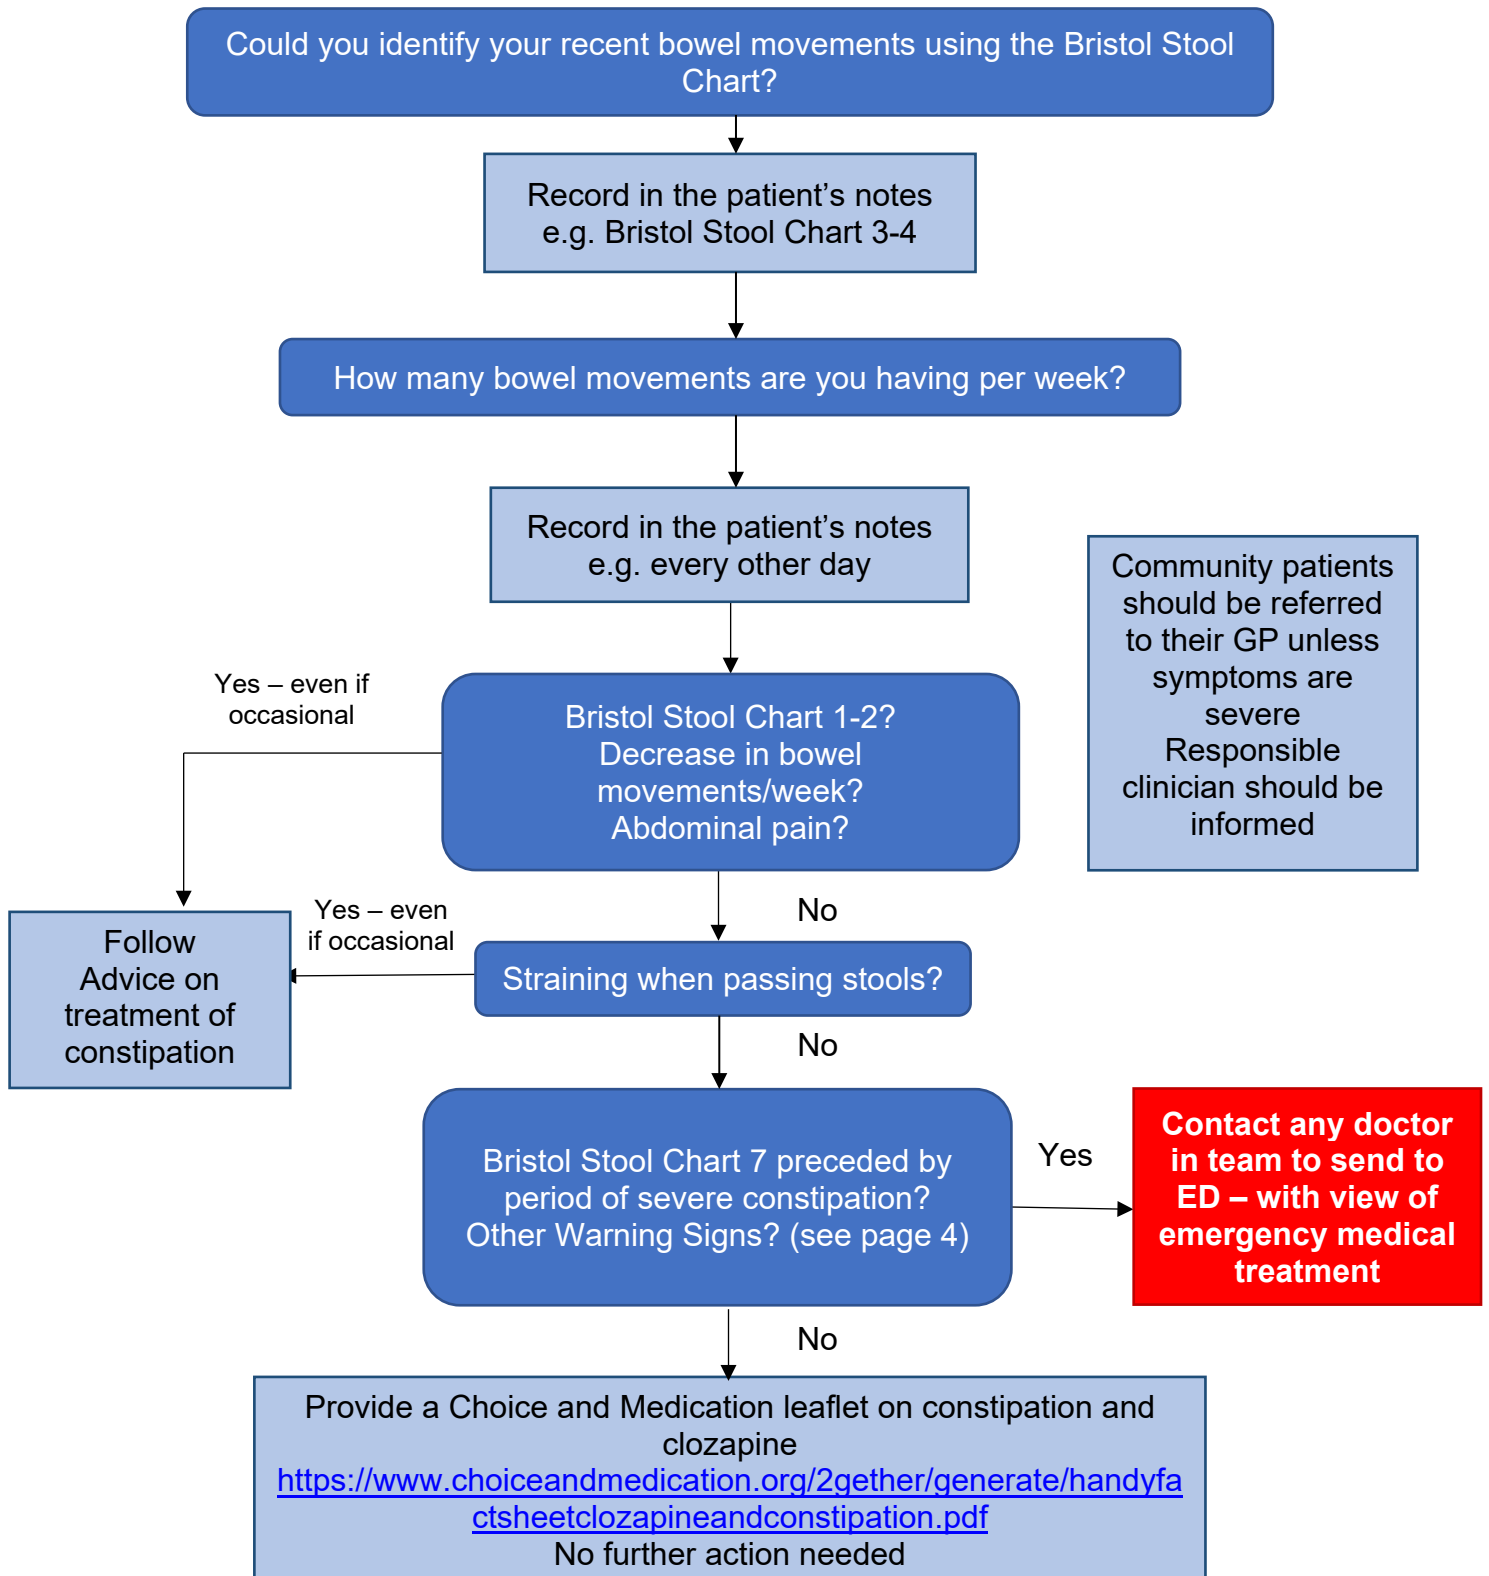 Could you identify your recent bowel movements using the Bristol Stool
Chart?
Record in the patient’s notes
e.g. Bristol Stool Chart 3-4
How many bowel movements are you having per week?
Record in the patient’s notes
e.g. every other day
Community patients
should be referred
to their GP unless
symptoms are
severe
Responsible
clinician should be
informed
Yes – even if
occasional
Bristol Stool Chart 1-2?
Decrease in bowel
movements/week?
Abdominal pain?
No
Yes – even
if occasional
Follow
Advice on
treatment of
constipation
Straining when passing stools?
No
Bristol Stool Chart 7 preceded by
period of severe constipation?
Other Warning Signs? (see page 4)
Yes
Contact any doctor
in team to send to
ED – with view of
emergency medical
treatment
No
Provide a Choice and Medication leaflet on constipation and
clozapine
https://www.choiceandmedication.org/2gether/generate/handyfa
ctsheetclozapineandconstipation.pdf
No further action needed